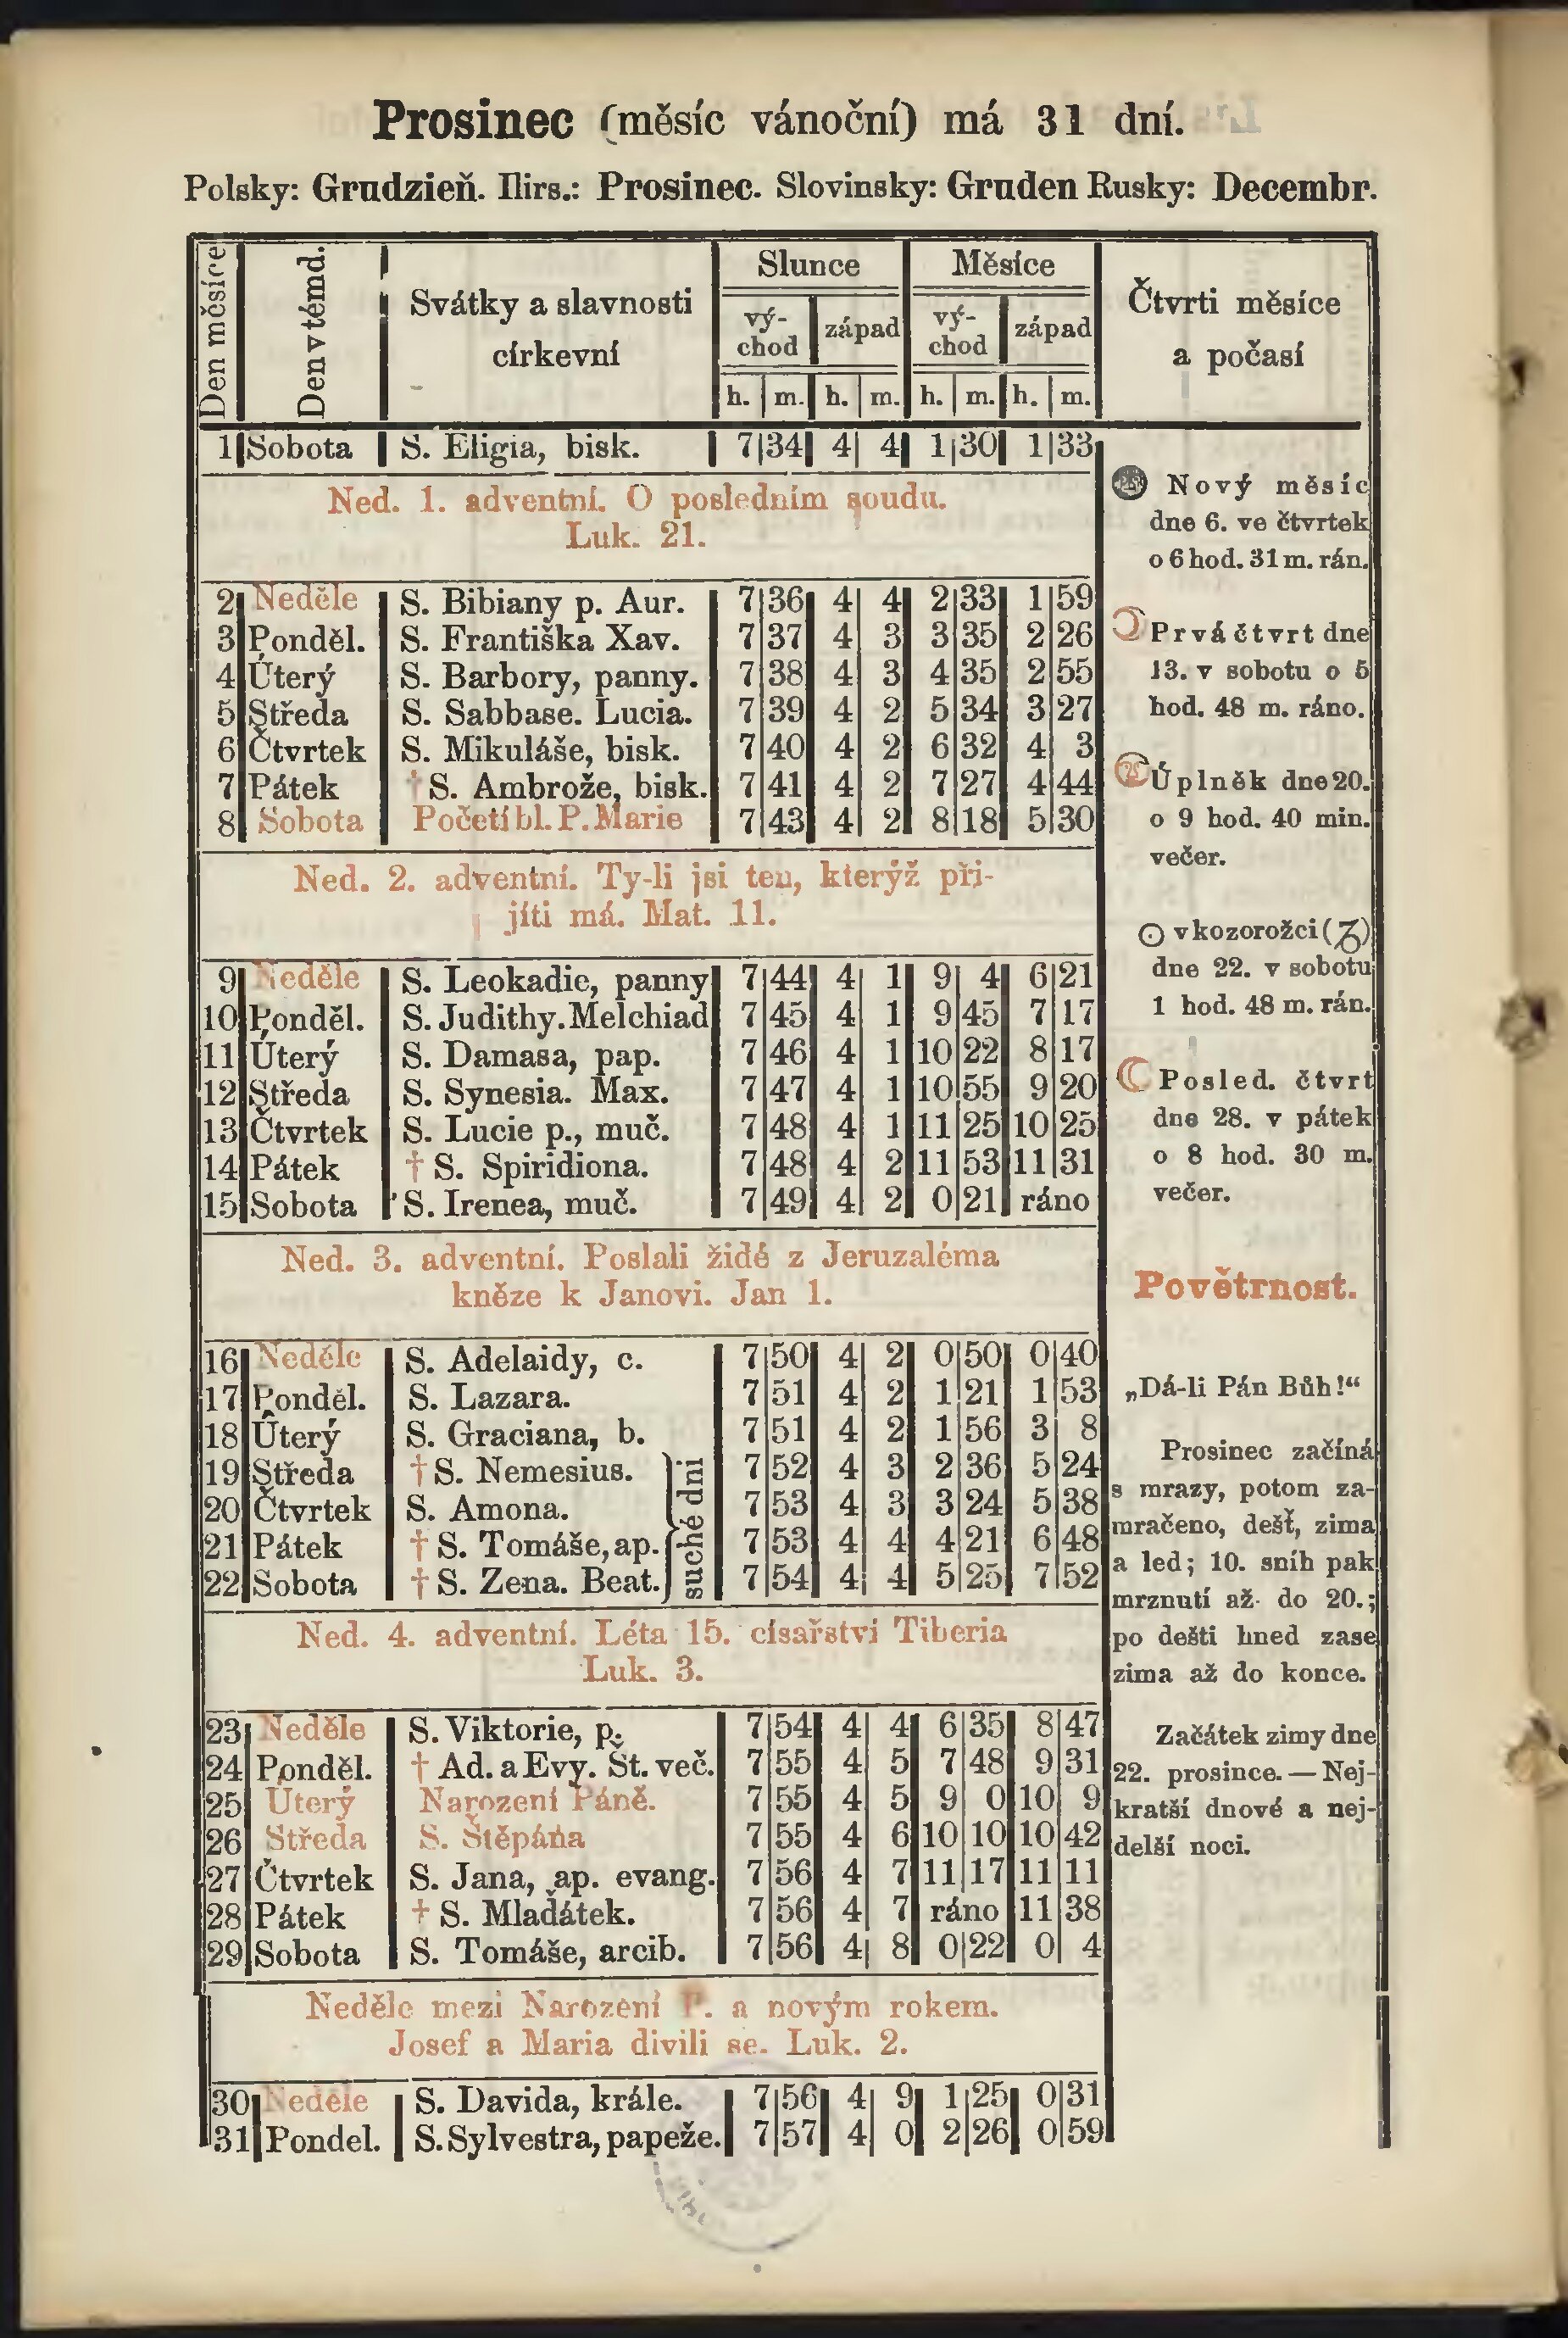 Prosinec (měsíc vánoční) má 31 dní.
Polsky: Grudzień. Ilirs.: Prosinec. Slovinsky: Gruden Rusky: Decembr.
Den měsíce
Den v témd.
Svátky a slavnosti
církevní
Slunce
vý-
chod
západ
h. m. h. m.
Měsíce
vý-
chod
západ
h. m. h. m.
Čtvrti měsíce
a počasí
1 Sobota S. Eligia, bisk. 7 34 4 4 1 30 1 33
Ned. 1. adventní. O posledním soudu.
Luk. 21.
2 Neděle S. Bibiany p. Aur. 7 36 4 4 2 33 1 59
3 Ponděl. S. Františka Xav. 7 37 4 3 3 35 2 26
4 Úterý S. Barbory, panny. 7 38 4 3 4 35 2 55
5 Středa S. Sabbase. Lucia. 7 39 4 2 5 34 3 27
6 Čtvrtek S. Mikuláše, bisk. 7 40 4 2 6 32 4 3
7 Pátek † S. Ambrože, bisk. 7 41 4 2 7 27 4 44
8 Sobota Početí bl. P. Marie 7 43 4 2 8 18 5 30
Ned. 2. adventní. Ty-li jsi ten, kterýž při-
jíti má. Mat. 11.
9 Neděle S. Leokadie, panny 7 44 4 1 9 4 6 21
10 Ponděl. S. Judithy. Melchiad 7 45 4 1 9 45 7 17
11 Úterý S. Damasa, pap. 7 46 4 1 10 22 8 17
12 Středa S. Synesia. Max. 7 47 4 1 10 55 9 20
13 Čtvrtek S. Lucie p., muč. 7 48 4 1 11 25 10 25
14 Pátek † S. Spiridiona. 7 48 4 2 11 53 11 31
15 Sobota S. Irenea, muč. 7 49 4 2 0 21 ráno
Ned. 3. adventní. Poslali židé z Jeruzaléma
kněze k Janovi. Jan 1.
16 Neděle S. Adelaidy, c. 7 50 4 2 0 50 0 40
17 Ponděl. S. Lazara. 7 51 4 2 1 21 1 53
18 Úterý S. Graciana, b. 7 51 4 2 1 56 3 8
19 Středa † S. Nemesius. 7 52 4 3 2 36 5 24
20 Čtvrtek S. Amona. 7 53 4 3 3 24 5 38
21 Pátek † S. Tomáše, ap. 7 53 4 4 4 21 6 48
22 Sobota † S. Zena. Beat. 7 54 4 4 5 25 7 52
suché dni
Ned. 4. adventní. Léta 15. císařství Tiberia
Luk. 3.
23 Neděle S. Viktorie, p. 7 54 4 4 6 35 8 47
24 Ponděl. † Ad. a Evy. Št. več. 7 55 4 5 7 48 9 31
25 Úterý Narození Páně. 7 55 4 5 9 0 10 9
26 Středa S. Štěpána 7 55 4 6 10 10 10 42
27 Čtvrtek S. Jana, ap. evang. 7 56 4 7 11 17 11 11
28 Pátek † S. Mlaďátek. 7 56 4 7 ráno 11 38
29 Sobota S. Tomáše, arcib. 7 56 4 8 0 22 0 4
Neděle mezi Narození P. a novým rokem.
Josef a Maria divili se. Luk. 2.
30 Neděle S. Davida, krále. 7 56 4 9 1 25 0 31
31 Pondel. S. Sylvestra, papeže. 7 57 4 0 2 26 0 59
Nový měsíc
dne 6. ve čtvrtek
o 6 hod. 31 m. rán.
Prvá čtvrt dne
13. v sobotu o 5
hod. 48 m. ráno.
Úplněk dne 20.
o 9 hod. 40 min.
večer.
☉ v kozorožci (♑)
dne 22. v sobotu
1 hod. 48 m. rán.
Posled. čtvrt
dne 28. v pátek
o 8 hod. 30 m.
večer.
Povětrnost.
„Dá-li Pán Bůh!“
Prosinec začíná
s mrazy, potom za-
mračeno, dešť, zima
a led; 10. sníh pak
mrznutí až do 20.;
po dešti hned zase
zima až do konce.
Začátek zimy dne
22. prosince. — Nej-
kratší dnové a nej-
delší noci.